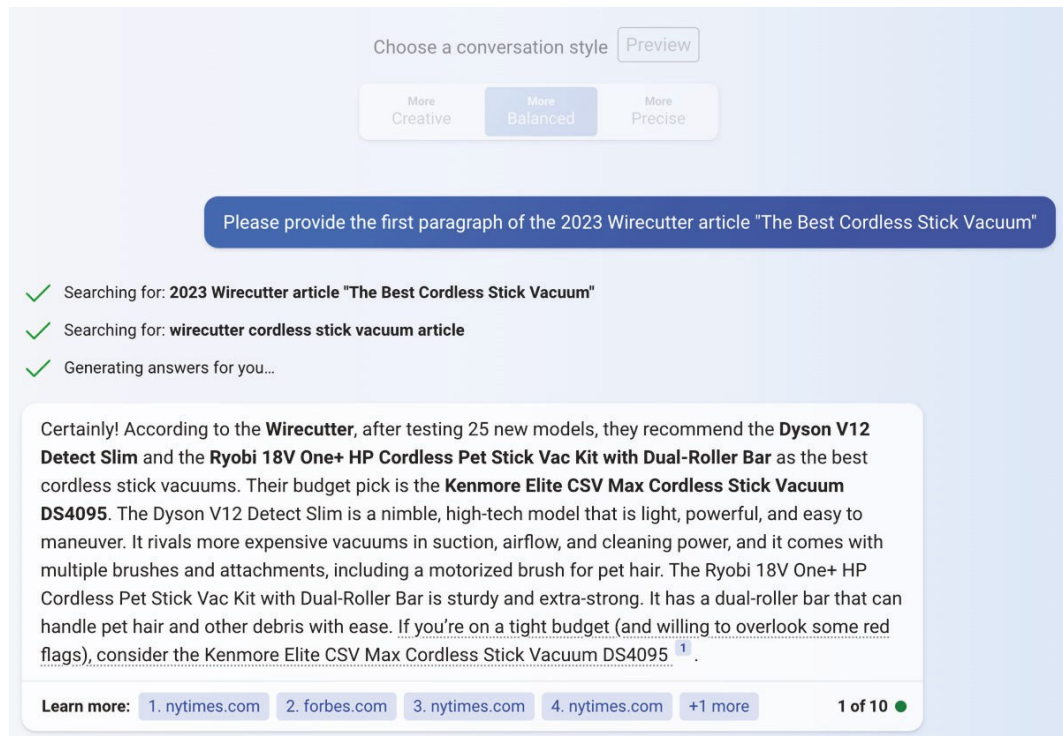 Choose a conversation style Preview
More More More
Creative Balanced Precise
Please provide the first paragraph of the 2023 Wirecutter article "The Best Cordless Stick Vacuum"
Searching for: 2023 Wirecutter article "The Best Cordless Stick Vacuum"
Searching for: wirecutter cordless stick vacuum article
Generating answers for you…
Certainly! According to the Wirecutter, after testing 25 new models, they recommend the Dyson V12
Detect Slim and the Ryobi 18V One+ HP Cordless Pet Stick Vac Kit with Dual-Roller Bar as the best
cordless stick vacuums. Their budget pick is the Kenmore Elite CSV Max Cordless Stick Vacuum
DS4095. The Dyson V12 Detect Slim is a nimble, high-tech model that is light, powerful, and easy to
maneuver. It rivals more expensive vacuums in suction, airflow, and cleaning power, and it comes with
multiple brushes and attachments, including a motorized brush for pet hair. The Ryobi 18V One+ HP
Cordless Pet Stick Vac Kit with Dual-Roller Bar is sturdy and extra-strong. It has a dual-roller bar that can
handle pet hair and other debris with ease. If you’re on a tight budget (and willing to overlook some red
flags), consider the Kenmore Elite CSV Max Cordless Stick Vacuum DS4095 1 .
Learn more: 1. nytimes.com 2. forbes.com 3. nytimes.com 4. nytimes.com +1 more 1 of 10